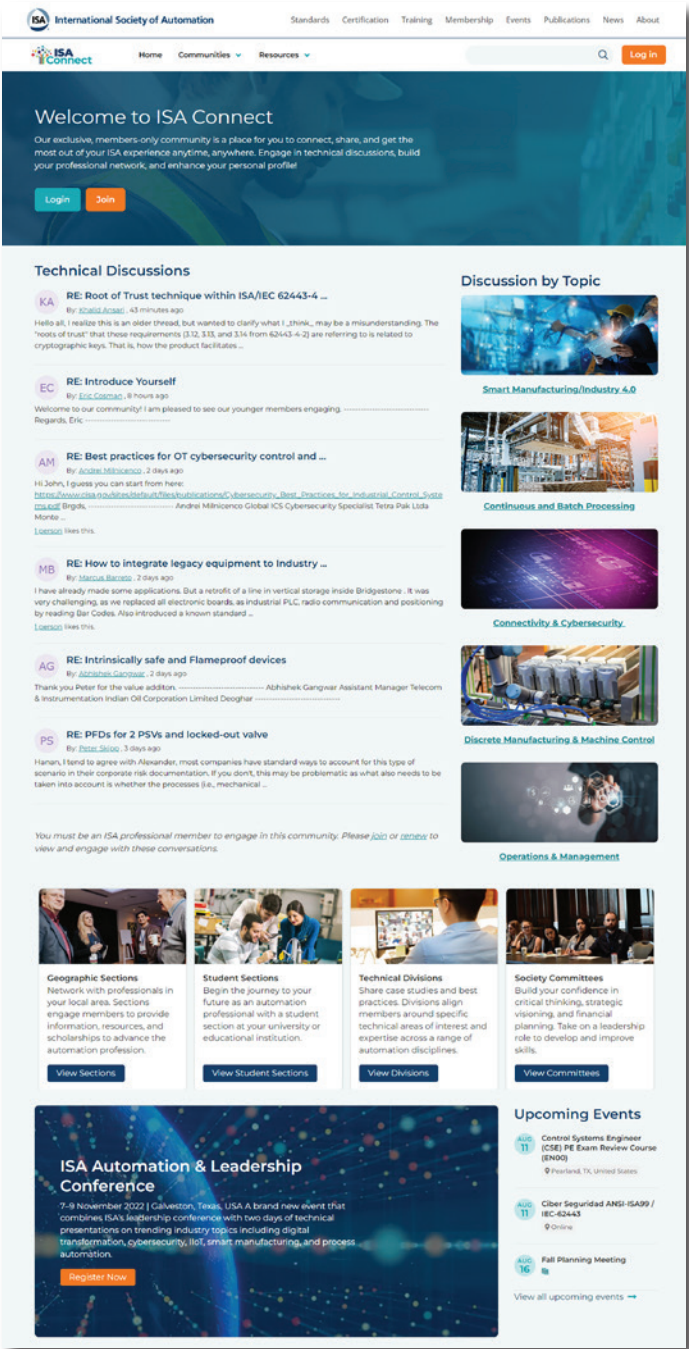 ISA International Society of Automation
Standards Certification Training Membership Events Publications News About
ISA Connect
Home Communities Resources
Log in
Welcome to ISA Connect
Our exclusive, members-only community is a place for you to connect, share, and get the
most out of your ISA experience anytime, anywhere. Engage in technical discussions, build
your professional network, and enhance your personal profile!
Login Join
Technical Discussions
KA RE: Root of Trust technique within ISA/IEC 62443-4 ...
By: Khalid Ansari , 43 minutes ago
Hello all, I realize this is an older thread, but wanted to clarify what I _think_ may be a misunderstanding. The
"roots of trust" that these requirements (3.12, 3.13, and 3.14 from 62443-4-2) are referring to is related to
cryptographic keys. That is, how the product facilitates ...
EC RE: Introduce Yourself
By: Eric Cosman , 8 hours ago
Welcome to our community! I am pleased to see our younger members engaging. ------------------------------
Regards, Eric ------------------------------
AM RE: Best practices for OT cybersecurity control and ...
By: Andrei Milnicenco , 2 days ago
Hi John, I guess you can start from here:
https://www.cisa.gov/sites/default/files/publications/Cybersecurity_Best_Practices_for_Industrial_Control_Syste
ms.pdf Brgds, ------------------------------ Andrei Milnicenco Global ICS Cybersecurity Specialist Tetra Pak Ltda
Monte ...
1 person likes this.
MB RE: How to integrate legacy equipment to Industry ...
By: Marcus Barreto , 2 days ago
I have already made some applications. But a retrofit of a line in vertical storage inside Bridgestone . It was
very challenging, as we replaced all electronic boards, as industrial PLC, radio communication and positioning
by reading Bar Codes. Also introduced a known standard ...
1 person likes this.
AG RE: Intrinsically safe and Flameproof devices
By: Abhishek Gangwar , 2 days ago
Thank you Peter for the value additon. ------------------------------ Abhishek Gangwar Assistant Manager Telecom
& Instrumentation Indian Oil Corporation Limited Deoghar ------------------------------
PS RE: PFDs for 2 PSVs and locked-out valve
By: Peter Skipp , 3 days ago
Hanan, I tend to agree with Alexander, most companies have standard ways to account for this type of
scenario in their corporate risk documentation. If you don't, this may be problematic as what also needs to be
taken into account is whether the processes (i.e., mechanical ...
You must be an ISA professional member to engage in this community. Please join or renew to
view and engage with these conversations.
Discussion by Topic
Smart Manufacturing/Industry 4.0
Continuous and Batch Processing
Connectivity & Cybersecurity
Discrete Manufacturing & Machine Control
Operations & Management
Geographic Sections
Network with professionals in
your local area. Sections
engage members to provide
information, resources, and
scholarships to advance the
automation profession.
View Sections
Student Sections
Begin the journey to your
future as an automation
professional with a student
section at your university or
educational institution.
View Student Sections
Technical Divisions
Share case studies and best
practices. Divisions align
members around specific
technical areas of interest and
expertise across a range of
automation disciplines.
View Divisions
Society Committees
Build your confidence in
critical thinking, strategic
visioning, and financial
planning. Take on a leadership
role to develop and improve
skills.
View Committees
ISA Automation & Leadership
Conference
7–9 November 2022 | Galveston, Texas, USA A brand new event that
combines ISA's leadership conference with two days of technical
presentations on trending industry topics including digital
transformation, cybersecurity, IIoT, smart manufacturing, and process
automation.
Register Now
Upcoming Events
AUG 11 Control Systems Engineer
(CSE) PE Exam Review Course
(EN00)
Pearland, TX, United States
AUG 11 Ciber Seguridad ANSI-ISA99 /
IEC-62443
Online
AUG 16 Fall Planning Meeting
View all upcoming events